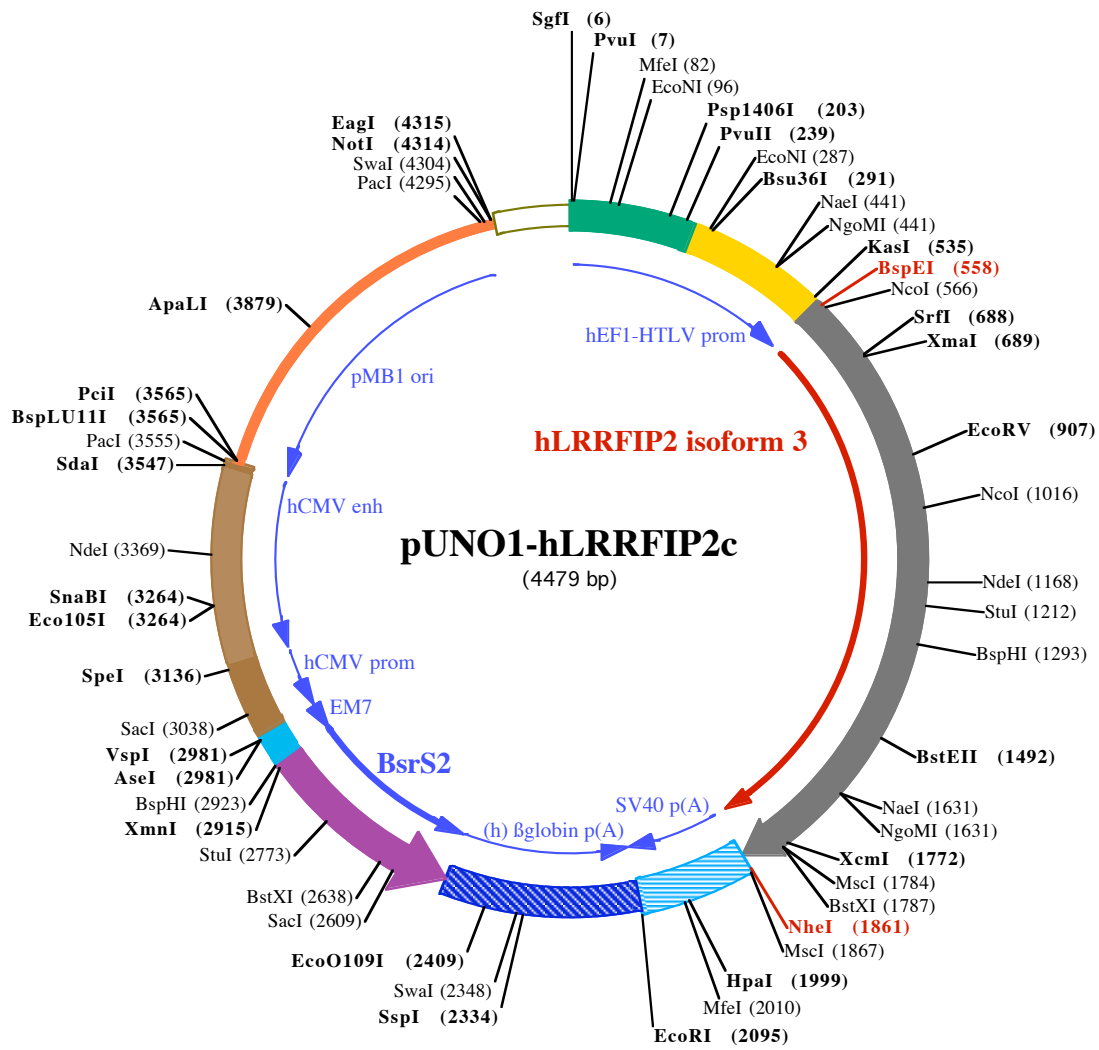 SgfI (6)
PvuI (7)
MfeI (82)
EcoNI (96)
Psp1406I (203)
PvuII (239)
EcoNI (287)
Bsu36I (291)
NaeI (441)
NgoMI (441)
KasI (535)
BspEI (558)
NcoI (566)
SrfI (688)
XmaI (689)
EcoRV (907)
NcoI (1016)
NdeI (1168)
StuI (1212)
BspHI (1293)
BstEII (1492)
NaeI (1631)
NgoMI (1631)
XcmI (1772)
MscI (1784)
BstXI (1787)
NheI (1861)
MscI (1867)
HpaI (1999)
MfeI (2010)
EcoRI (2095)
SspI (2334)
SwaI (2348)
EcoO109I (2409)
SacI (2609)
BstXI (2638)
StuI (2773)
XmnI (2915)
BspHI (2923)
AseI (2981)
VspI (2981)
SacI (3038)
SpeI (3136)
Eco105I (3264)
SnaBI (3264)
NdeI (3369)
SdaI (3547)
PacI (3555)
BspLU11I (3565)
PciI (3565)
ApaLI (3879)
PacI (4295)
SwaI (4304)
NotI (4314)
EagI (4315)
hEF1-HTLV prom
pMB1 ori
hLRRFIP2 isoform 3
hCMV enh
pUNO1-hLRRFIP2c
(4479 bp)
hCMV prom
EM7
BsrS2
SV40 p(A)
(h) ßglobin p(A)